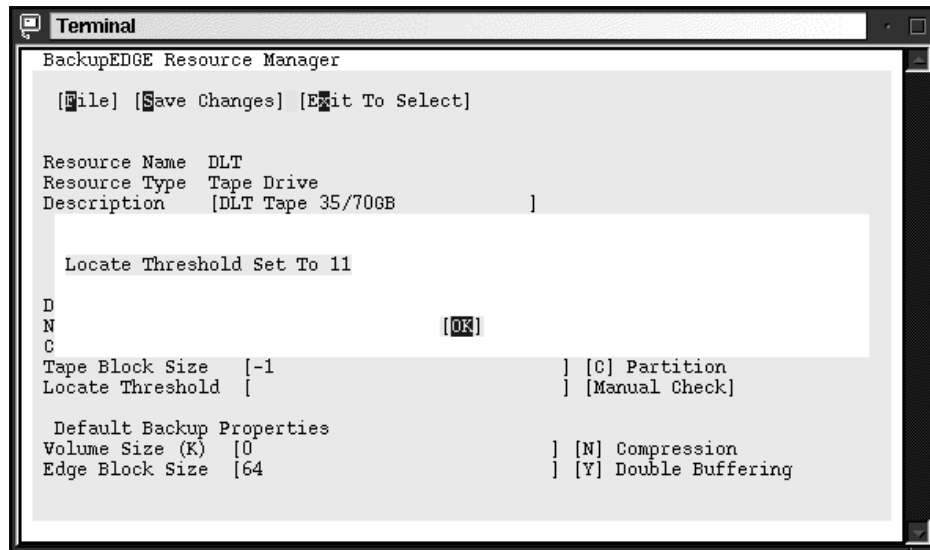 Terminal
BackupEDGE Resource Manager
[File] [Save Changes] [Exit To Select]
Resource Name DLT
Resource Type Tape Drive
Description [DLT Tape 35/70GB ]
Locate Threshold Set To 11
D
N
[OK]
C
Tape Block Size [-1 ] [C] Partition
Locate Threshold [ ] [Manual Check]
Default Backup Properties
Volume Size (K) [0 ] [N] Compression
Edge Block Size [64 ] [Y] Double Buffering